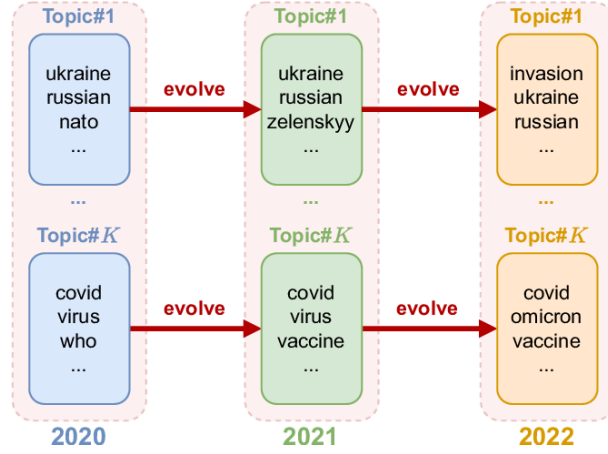 Topic#1
ukraine
russian
nato
...
...
Topic#K
covid
virus
who
...
2020
evolve
evolve
Topic#1
ukraine
russian
zelenskyy
...
...
Topic#K
covid
virus
vaccine
...
2021
evolve
evolve
Topic#1
invasion
ukraine
russian
...
...
Topic#K
covid
omicron
vaccine
...
2022